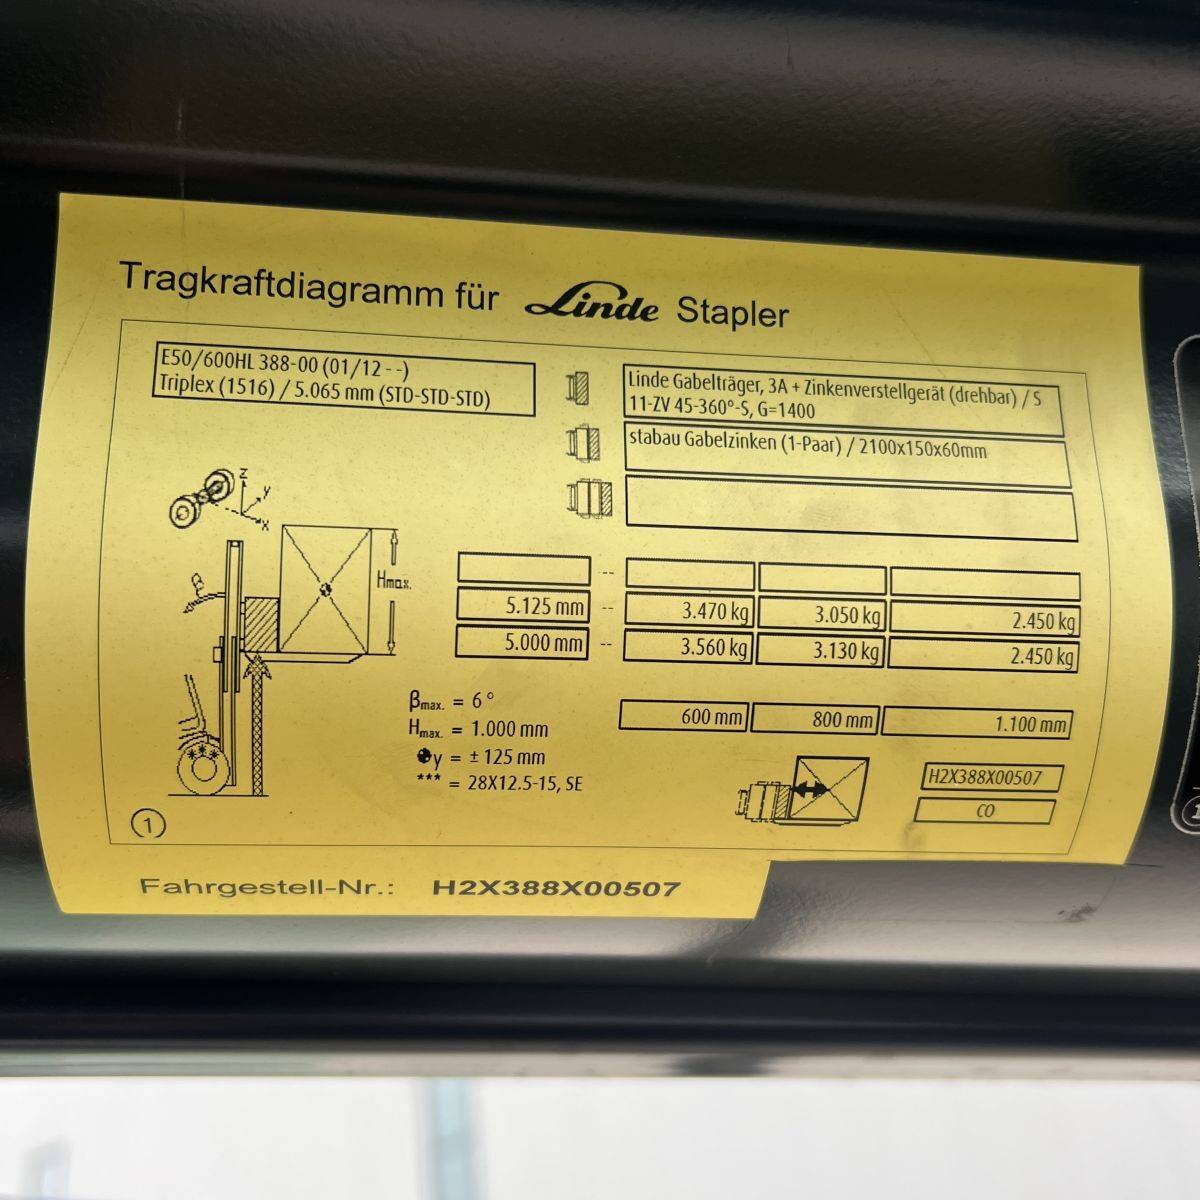 Tragkraftdiagramm für Linde Stapler
E50/600HL 388-00 (01/12 - -)
Triplex (1516) / 5.065 mm (STD-STD-STD)
Linde Gabelträger, 3A + Zinkenverstellgerät (drehbar) / S
11-ZV 45-360°-S, G=1400
stabau Gabelzinken (1-Paar) / 2100x150x60mm
z
y
x
β
Hmax.
5.125 mm -- 3.470 kg 3.050 kg 2.450 kg
5.000 mm -- 3.560 kg 3.130 kg 2.450 kg
600 mm 800 mm 1.100 mm
βmax. = 6°
Hmax. = 1.000 mm
y = ± 125 mm
*** = 28X12.5-15, SE
***
H2X388X00507
CO
1
Fahrgestell-Nr.: H2X388X00507